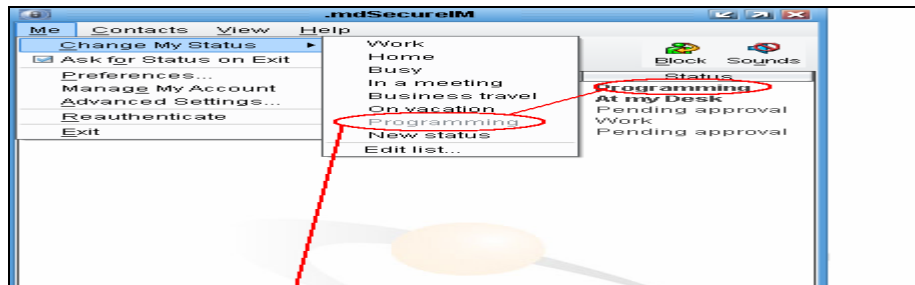 .mdSecureIM
Me Contacts View Help
Change My Status
Ask for Status on Exit
Preferences...
Manage My Account
Advanced Settings...
Reauthenticate
Exit
Work
Home
Busy
In a meeting
Business travel
On vacation
Programming
New status
Edit list...
Block Sounds
Status
Programming
At my Desk
Pending approval
Work
Pending approval